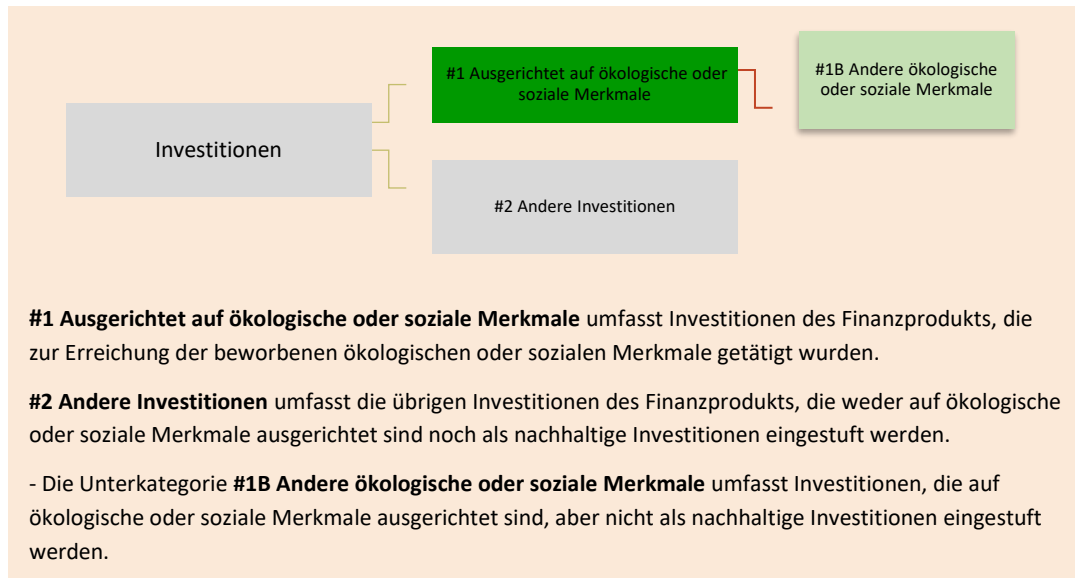 #1 Ausgerichtet auf ökologische oder
soziale Merkmale
#1B Andere ökologische
oder soziale Merkmale
Investitionen
#2 Andere Investitionen
#1 Ausgerichtet auf ökologische oder soziale Merkmale umfasst Investitionen des Finanzprodukts, die
zur Erreichung der beworbenen ökologischen oder sozialen Merkmale getätigt wurden.
#2 Andere Investitionen umfasst die übrigen Investitionen des Finanzprodukts, die weder auf ökologische
oder soziale Merkmale ausgerichtet sind noch als nachhaltige Investitionen eingestuft werden.
- Die Unterkategorie #1B Andere ökologische oder soziale Merkmale umfasst Investitionen, die auf
ökologische oder soziale Merkmale ausgerichtet sind, aber nicht als nachhaltige Investitionen eingestuft
werden.